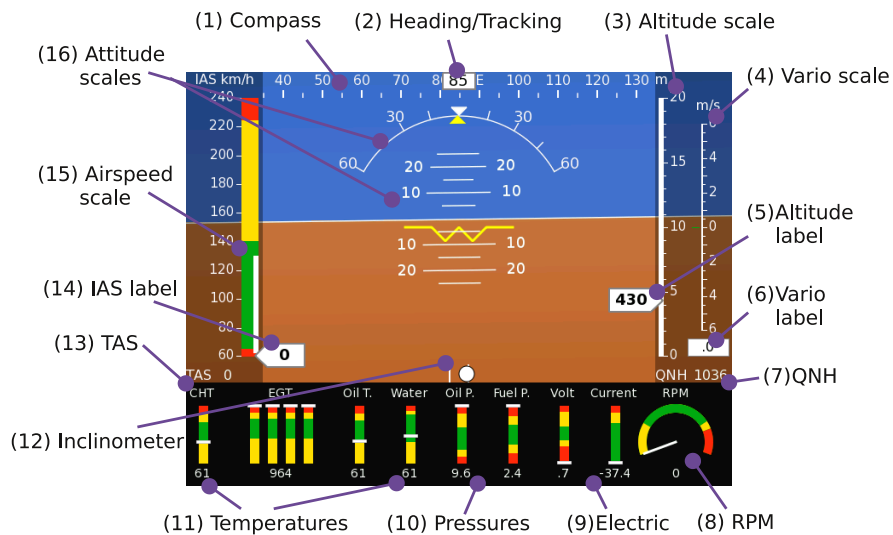 (1) Compass
(2) Heading/Tracking
(3) Altitude scale
(16) Attitude
scales
(4) Vario scale
IAS km/h 40 50 60 70 80 85 E 100 110 120 130 m
240
220
200
180
160
140
120
100
80
60
30 30
60 60
20 20
10 10
10 10
20 20
20
15
10
5
0
m/s
6
4
2
0
2
4
6
.0
(15) Airspeed
scale
(5)Altitude
label
430
(14) IAS label
0
(6)Vario
label
(13) TAS
TAS 0
QNH 1036
(7)QNH
CHT EGT Oil T. Water Oil P. Fuel P. Volt Current RPM
(12) Inclinometer
61 964 61 61 9.6 2.4 .7 -37.4 0
(11) Temperatures
(10) Pressures
(9)Electric
(8) RPM